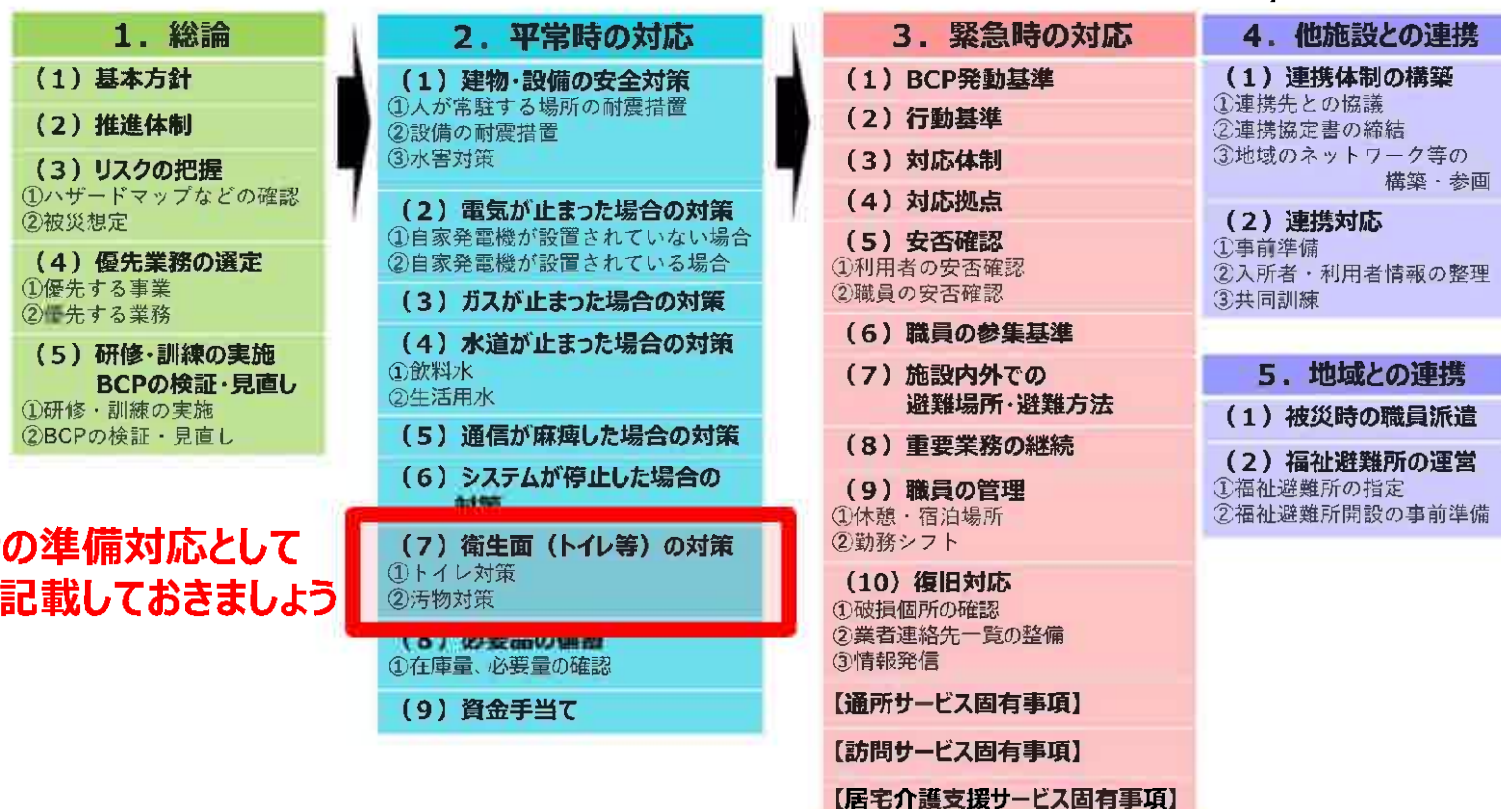 1．総論
（1）基本方針
（2）推進体制
（3）リスクの把握
①ハザードマップなどの確認
②被災想定
（4）優先業務の選定
①優先する事業
②優先する業務
（5）研修・訓練の実施
BCPの検証・見直し
①研修・訓練の実施
②BCPの検証・見直し
の準備対応として
記載しておきましょう
2．平常時の対応
（1）建物・設備の安全対策
①人が常駐する場所の耐震措置
②設備の耐震措置
③水害対策
（2）電気が止まった場合の対策
①自家発電機が設置されていない場合
②自家発電機が設置されている場合
（3）ガスが止まった場合の対策
（4）水道が止まった場合の対策
①飲料水
②生活用水
（5）通信が麻痺した場合の対策
（6）システムが停止した場合の
対策
（7）衛生面（トイレ等）の対策
①トイレ対策
②汚物対策
（8）必要品の備蓄
①在庫量、必要量の確認
（9）資金手当て
3．緊急時の対応
（1）BCP発動基準
（2）行動基準
（3）対応体制
（4）対応拠点
（5）安否確認
①利用者の安否確認
②職員の安否確認
（6）職員の参集基準
（7）施設内外での
避難場所・避難方法
（8）重要業務の継続
（9）職員の管理
①休憩・宿泊場所
②勤務シフト
（10）復旧対応
①破損個所の確認
②業者連絡先一覧の整備
③情報発信
【通所サービス固有事項】
【訪問サービス固有事項】
【居宅介護支援サービス固有事項】
4．他施設との連携
（1）連携体制の構築
①連携先との協議
②連携協定書の締結
③地域のネットワーク等の
構築・参画
（2）連携対応
①事前準備
②入所者・利用者情報の整理
③共同訓練
5．地域との連携
（1）被災時の職員派遣
（2）福祉避難所の運営
①福祉避難所の指定
②福祉避難所開設の事前準備